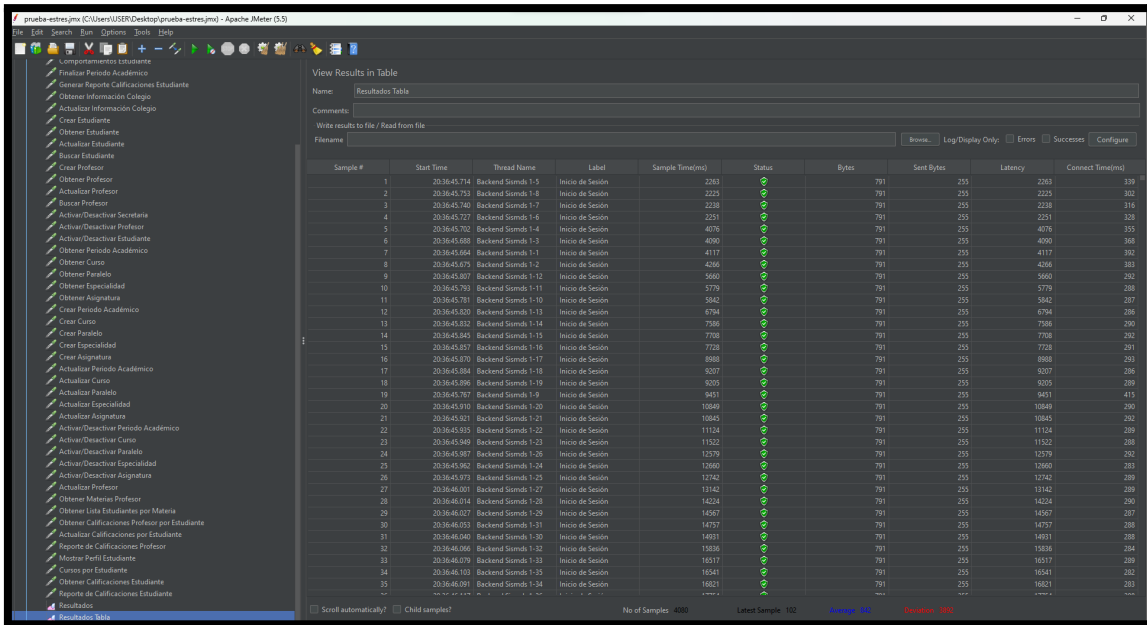 prueba-estres.jmx (C:\Users\USER\Desktop\prueba-estres.jmx) - Apache JMeter (5.5)
File Edit Search Run Options Tools Help
Comportamientos Estudiante
Finalizar Periodo Académico
Generar Reporte Calificaciones Estudiante
Obtener Información Colegio
Actualizar Información Colegio
Crear Estudiante
Obtener Estudiante
Actualizar Estudiante
Buscar Estudiante
Crear Profesor
Obtener Profesor
Actualizar Profesor
Buscar Profesor
Activar/Desactivar Secretaria
Activar/Desactivar Profesor
Activar/Desactivar Estudiante
Obtener Periodo Académico
Obtener Curso
Obtener Paralelo
Obtener Especialidad
Obtener Asignatura
Crear Periodo Académico
Crear Curso
Crear Paralelo
Crear Especialidad
Crear Asignatura
Actualizar Periodo Académico
Actualizar Curso
Actualizar Paralelo
Actualizar Especialidad
Actualizar Asignatura
Activar/Desactivar Periodo Académico
Activar/Desactivar Curso
Activar/Desactivar Paralelo
Activar/Desactivar Especialidad
Activar/Desactivar Asignatura
Actualizar Profesor
Obtener Materias Profesor
Obtener Lista Estudiantes por Materia
Obtener Calificaciones Profesor por Estudiante
Actualizar Calificaciones por Estudiante
Reporte de Calificaciones Profesor
Mostrar Perfil Estudiante
Cursos por Estudiante
Obtener Calificaciones Estudiante
Reporte de Calificaciones Estudiante
Resultados
Resultados Tabla
View Results in Table
Name: Resultados Tabla
Comments:
Write results to file / Read from file
Filename Browse... Log/Display Only: Errors Successes Configure
Sample # Start Time Thread Name Label Sample Time(ms) Status Bytes Sent Bytes Latency Connect Time(ms)
1 20:36:45.714 Backend Sismds 1-5 Inicio de Sesión 2263 791 255 2263 339
2 20:36:45.753 Backend Sismds 1-8 Inicio de Sesión 2225 791 255 2225 302
3 20:36:45.740 Backend Sismds 1-7 Inicio de Sesión 2238 791 255 2238 316
4 20:36:45.727 Backend Sismds 1-6 Inicio de Sesión 2251 791 255 2251 328
5 20:36:45.702 Backend Sismds 1-4 Inicio de Sesión 4076 791 255 4076 355
6 20:36:45.688 Backend Sismds 1-3 Inicio de Sesión 4090 791 255 4090 368
7 20:36:45.664 Backend Sismds 1-1 Inicio de Sesión 4117 791 255 4117 392
8 20:36:45.675 Backend Sismds 1-2 Inicio de Sesión 4266 791 255 4266 383
9 20:36:45.807 Backend Sismds 1-12 Inicio de Sesión 5660 791 255 5660 292
10 20:36:45.793 Backend Sismds 1-11 Inicio de Sesión 5779 791 255 5779 288
11 20:36:45.781 Backend Sismds 1-10 Inicio de Sesión 5842 791 255 5842 287
12 20:36:45.820 Backend Sismds 1-13 Inicio de Sesión 6794 791 255 6794 286
13 20:36:45.832 Backend Sismds 1-14 Inicio de Sesión 7586 791 255 7586 290
14 20:36:45.845 Backend Sismds 1-15 Inicio de Sesión 7708 791 255 7708 292
15 20:36:45.857 Backend Sismds 1-16 Inicio de Sesión 7728 791 255 7728 291
16 20:36:45.870 Backend Sismds 1-17 Inicio de Sesión 8988 791 255 8988 293
17 20:36:45.884 Backend Sismds 1-18 Inicio de Sesión 9207 791 255 9207 286
18 20:36:45.896 Backend Sismds 1-19 Inicio de Sesión 9205 791 255 9205 289
19 20:36:45.767 Backend Sismds 1-9 Inicio de Sesión 9451 791 255 9451 415
20 20:36:45.910 Backend Sismds 1-20 Inicio de Sesión 10849 791 255 10849 290
21 20:36:45.921 Backend Sismds 1-21 Inicio de Sesión 10845 791 255 10845 292
22 20:36:45.935 Backend Sismds 1-22 Inicio de Sesión 11124 791 255 11124 289
23 20:36:45.949 Backend Sismds 1-23 Inicio de Sesión 11522 791 255 11522 288
24 20:36:45.987 Backend Sismds 1-26 Inicio de Sesión 12579 791 255 12579 292
25 20:36:45.962 Backend Sismds 1-24 Inicio de Sesión 12660 791 255 12660 283
26 20:36:45.973 Backend Sismds 1-25 Inicio de Sesión 12742 791 255 12742 289
27 20:36:46.001 Backend Sismds 1-27 Inicio de Sesión 13142 791 255 13142 289
28 20:36:46.014 Backend Sismds 1-28 Inicio de Sesión 14224 791 255 14224 290
29 20:36:46.027 Backend Sismds 1-29 Inicio de Sesión 14567 791 255 14567 287
30 20:36:46.053 Backend Sismds 1-31 Inicio de Sesión 14757 791 255 14757 288
31 20:36:46.040 Backend Sismds 1-30 Inicio de Sesión 14931 791 255 14931 288
32 20:36:46.066 Backend Sismds 1-32 Inicio de Sesión 15836 791 255 15836 284
33 20:36:46.079 Backend Sismds 1-33 Inicio de Sesión 16517 791 255 16517 289
34 20:36:46.103 Backend Sismds 1-35 Inicio de Sesión 16541 791 255 16541 282
35 20:36:46.091 Backend Sismds 1-34 Inicio de Sesión 16821 791 255 16821 283
Scroll automatically? Child samples? No of Samples 4080 Latest Sample 102 Average 842